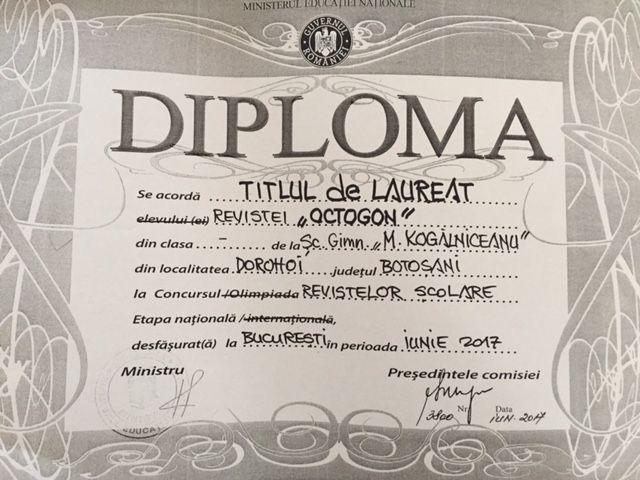 MINISTERUL EDUCAȚIEI NAȚIONALE
GUVERNUL ROMÂNIEI
DIPLOMA
Se acordă TITLUL de LAUREAT
elevului (ei) REVISTEI „OCTOGON”
din clasa - de la Șc. Gimn. „M. KOGĂLNICEANU”
din localitatea DOROHOI județul BOTOȘANI
la Concursul /Olimpiada REVISTELOR ȘCOLARE
Etapa națională / internațională,
desfășurat(ă) la BUCUREȘTI în perioada iunie 2017
Ministru Președintele comisiei
3800 Nr. Data
iun. 2017